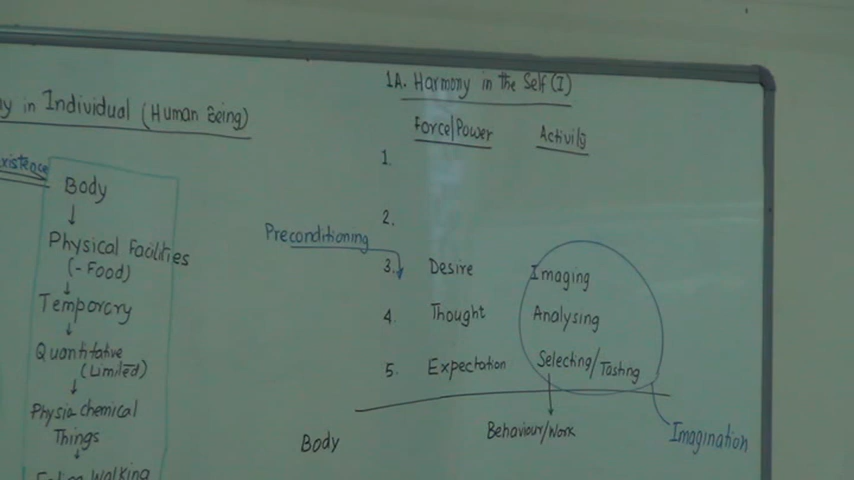 y in Individual (Human Being)
xistence
Body
Physical Facilities
(-Food)
Temporary
Quantitative
(Limited)
Physiochemical
Things
Walking
1A. Harmony in the Self (I)
Force/Power Activity
1.
2.
Preconditioning
3. Desire Imaging
4. Thought Analysing
5. Expectation Selecting/Tasting
Body Behaviour/Work Imagination